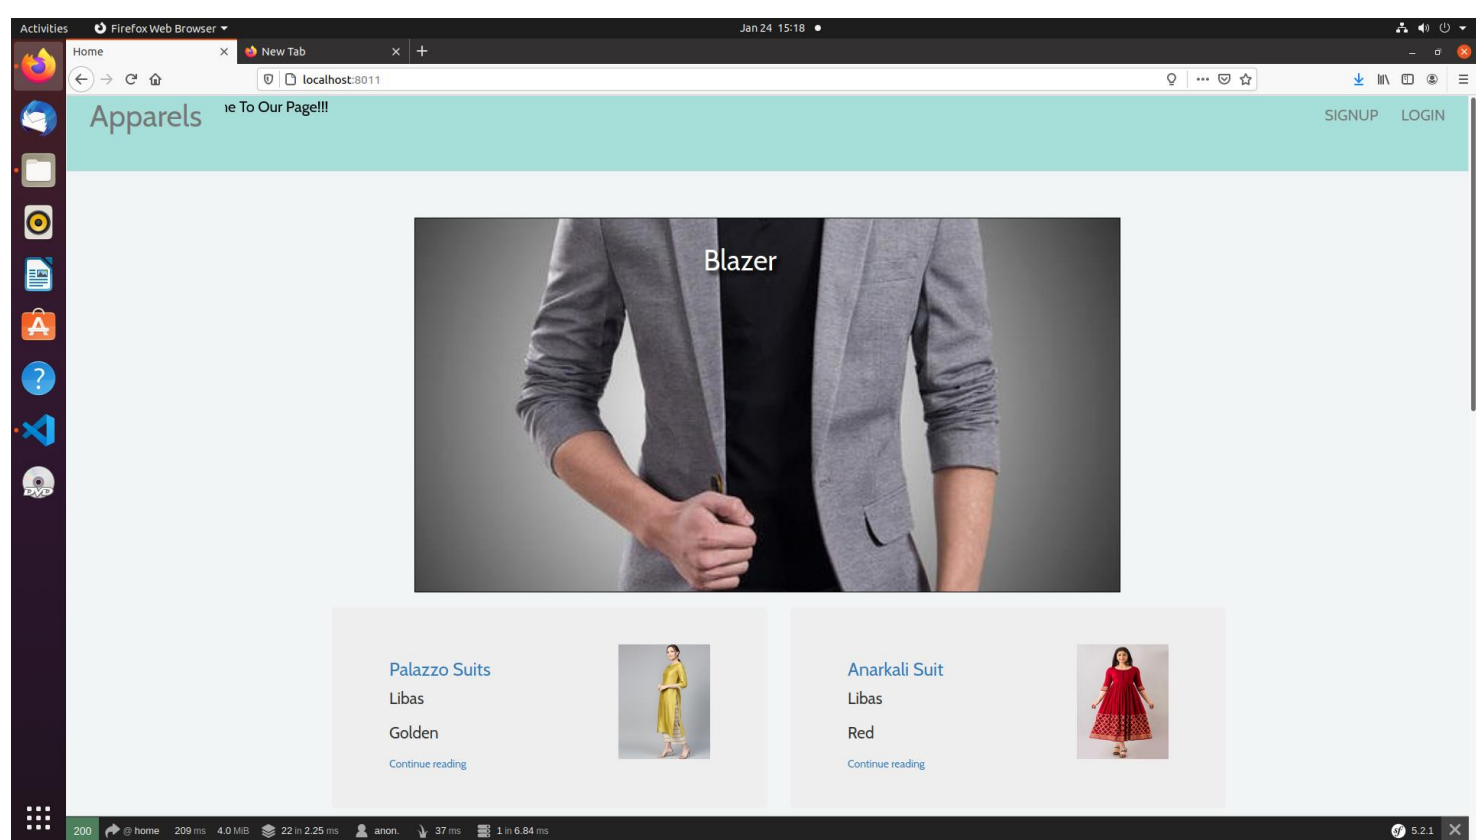 Activities Firefox Web Browser Jan 24 15:18
Home New Tab
localhost:8011
Apparels e To Our Page!!! SIGNUP LOGIN
Blazer
Palazzo Suits
Libas
Golden
Continue reading
Anarkali Suit
Libas
Red
Continue reading
DVD
200 @ home 209 ms 4.0 MiB 22 in 2.25 ms anon. 37 ms 1 in 6.84 ms sf 5.2.1